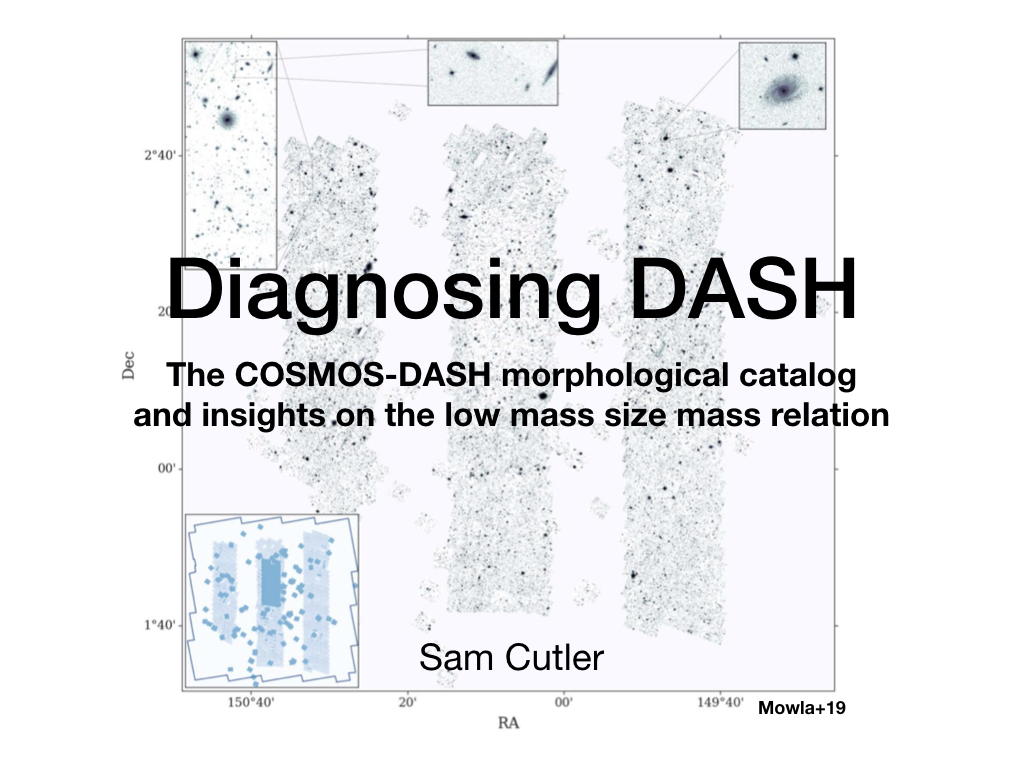 2°40'
Diagnosing DASH
20
Dec
The COSMOS-DASH morphological catalog
and insights on the low mass size mass relation
00'
1°40'
Sam Cutler
150°40'
20'
00'
149°40'
Mowla+19
RA